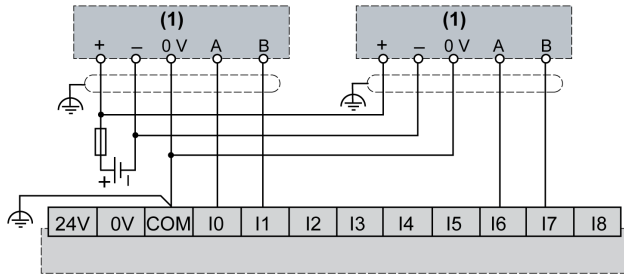 (1) (1)
+ – 0 V A B + – 0 V A B
+
24V 0V COM I0 I1 I2 I3 I4 I5 I6 I7 I8